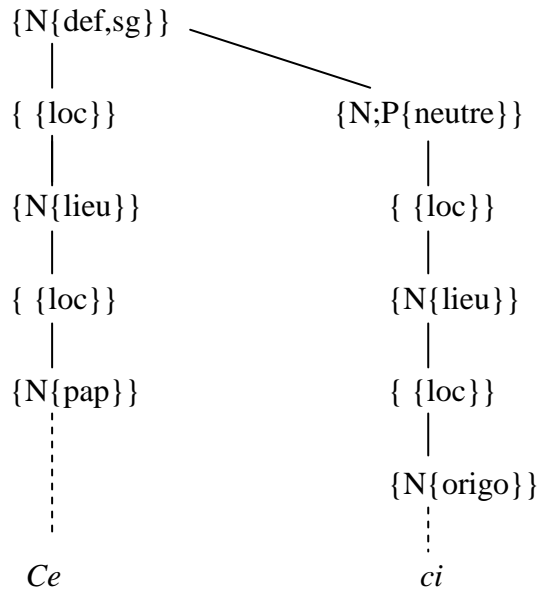 {N{def,sg}}
{ {loc}} {N;P{neutre}}
{N{lieu}} { {loc}}
{ {loc}} {N{lieu}}
{N{pap}} { {loc}}
{N{origo}}
Ce ci